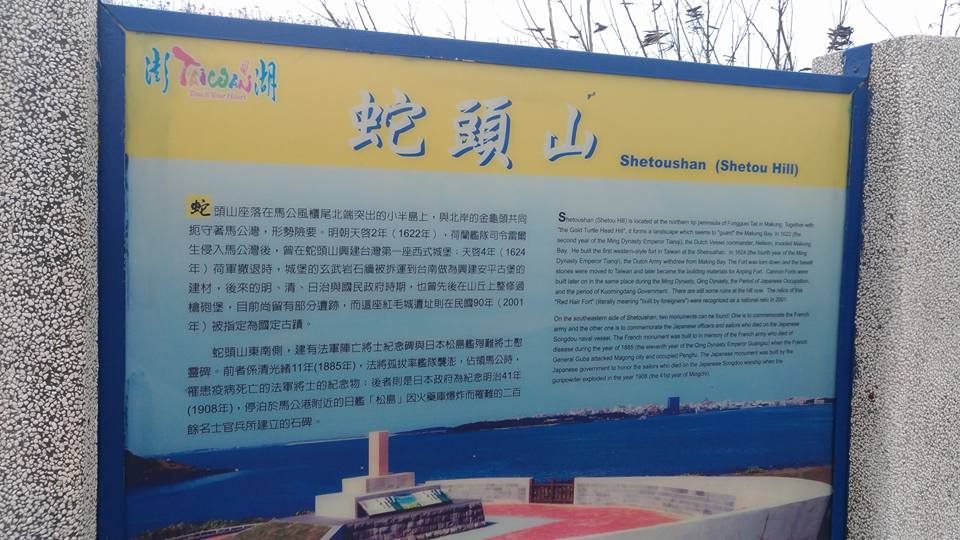 澎 TAIWAN 湖
Touch Your Heart
蛇頭山
Shetoushan (Shetou Hill)
蛇頭山座落在馬公風櫃尾北端突出的小半島上，與北岸的金龜頭共同
扼守著馬公灣，形勢險要。明朝天啓2年（1622年），荷蘭艦隊司令雷爾
生侵入馬公灣後，曾在蛇頭山興建台灣第一座西式城堡；天啓4年（1624
年）荷軍撤退時，城堡的玄武岩石牆被拆運到台南做為興建安平古堡的
建材，後來的明、清、日治與國民政府時期，也曾先後在山丘上整修過
槍砲堡，目前尚留有部分遺跡，而這座紅毛城遺址則在民國90年（2001
年）被指定為國定古蹟。
蛇頭山東南側，建有法軍陣亡將士紀念碑與日本松島艦殉難將士慰
靈碑。前者係清光緒11年(1885年)，法將孤拔率艦隊襲澎，佔領馬公時，
罹患疫病死亡的法軍將士的紀念物；後者則是日本政府為紀念明治41年
(1908年)，停泊於馬公港附近的日艦「松島」因火藥庫爆炸而罹難的二百
餘名士官兵所建立的石碑。
Shetoushan (Shetou Hill) is located at the northern tip peninsula of Fongguei Tail in Makung. Together with
"the Gold Turtle Head Hill", it forms a landscape which seems to "guard" the Makung Bay. In 1622 (the
second year of the Ming Dynasty Emperor Tianqi), the Dutch Vessel commander, invaded Makung
Bay. He built the first western-style fort in Taiwan at the Shetoushan. In 1624 (the fourth year of the Ming
Dynasty Emperor Tianqi), the Dutch Army withdrew from Makung Bay. The Fort was torn down and the basalt
stones were moved to Taiwan and later became the building materials for Anping Fort. Cannon Forts were
built later on in the same place during the Ming Dynasty, Qing Dynasty, the Period of Japanese Occupation,
and the period of Kuomingdang Government. There are still some ruins at the hill now. The relics of this
"Red Hair Fort" (literally meaning "built by foreigners") were recognized as a national relic in 2001.
On the southeastern side of Shetoushan, two monuments can be found: One is to commemorate the French
army and the other one is to commemorate the Japanese officers and sailors who died on the Japanese
Songdou naval vessel. The French monument was built to in memory of the French army who died of
disease during the year of 1885 (the eleventh year of the Qing Dynasty Emperor Guangxu) when the French
General Guba attacked Magong city and occupied Penghu. The Japanese monument was built by the
Japanese government to honor the sailors who died on the Japanese Songdou warship when the
gunpowder exploded in the year 1908 (the 41st year of Mingchi).